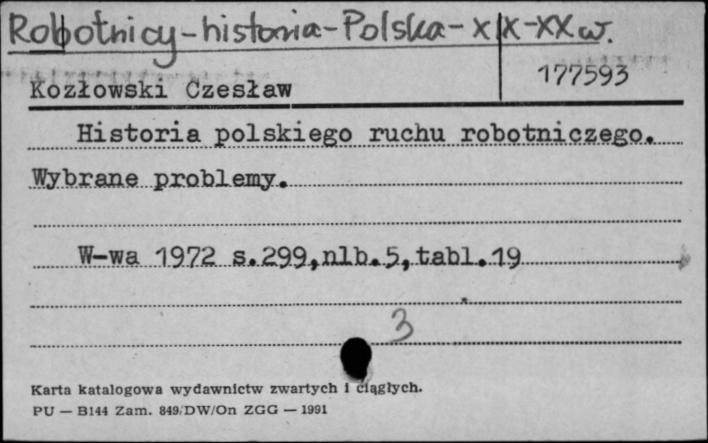 Robotnicy-historia-Polska-XIX-XX w.
177593
Kozłowski Czesław
Historia polskiego ruchu robotniczego.
Wybrane problemy.
W-wa 1972 s.299,nlb.5,tabl.19
3
Karta katalogowa wydawnictw zwartych i ciągłych.
PU — B144 Zam. 849/DW/On ZGG — 1991